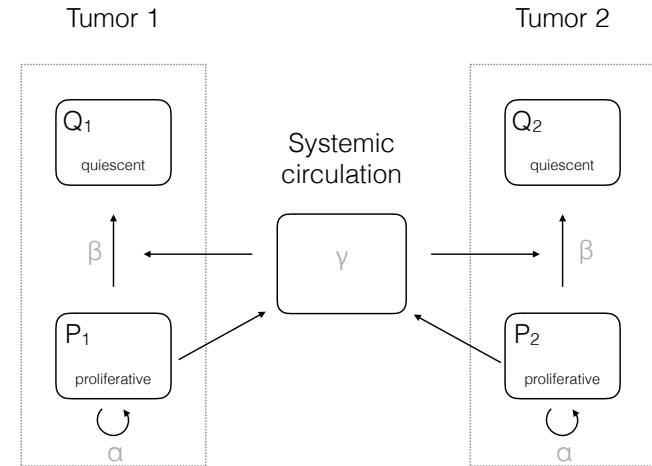 Tumor 1
Tumor 2
Q₁
quiescent
Systemic
circulation
Q₂
quiescent
β
γ
β
P₁
proliferative
P₂
proliferative
α
α